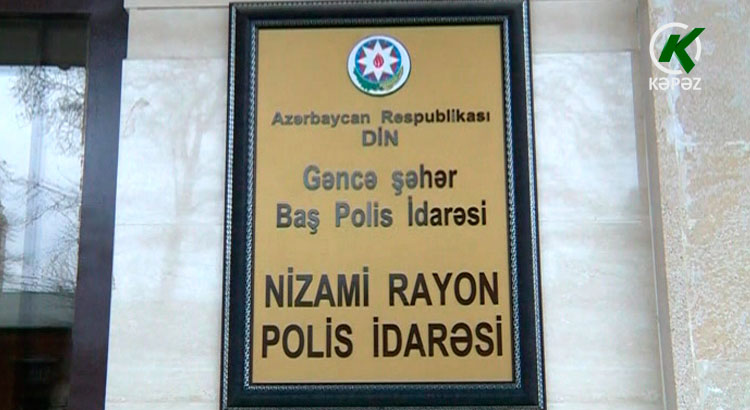 K
KƏPƏZ
Azərbaycan Respublikası
DİN
Gəncə şəhər
Baş Polis İdarəsi
NİZAMİ RAYON
POLİS İDARƏSİ